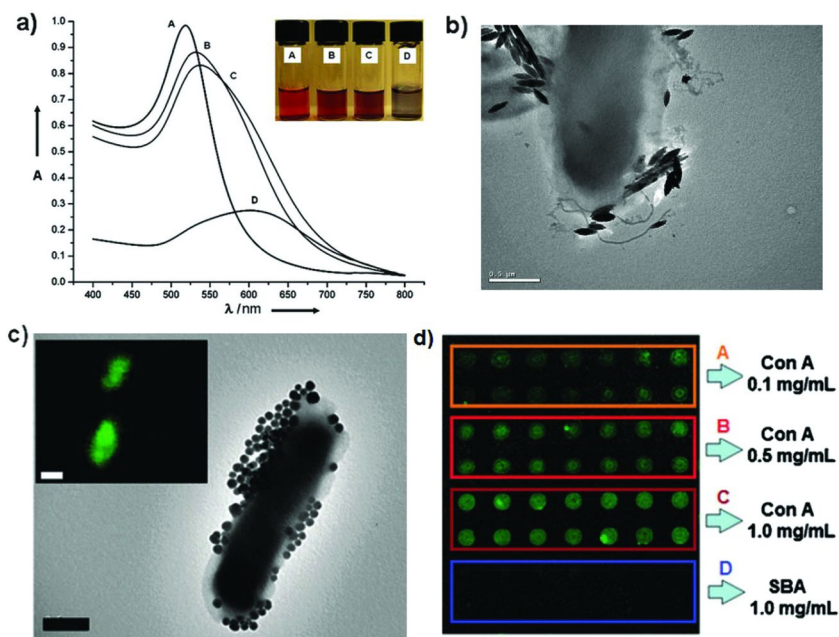 a)
A
B
C
D
A B C D
1.0
0.9
0.8
0.7
0.6
0.5
0.4
0.3
0.2
0.1
0.0
A
400 450 500 550 600 650 700 750 800
λ / nm
b)
0.5 µm
c)
d)
A
Con A
0.1 mg/mL
B
Con A
0.5 mg/mL
C
Con A
1.0 mg/mL
D
SBA
1.0 mg/mL